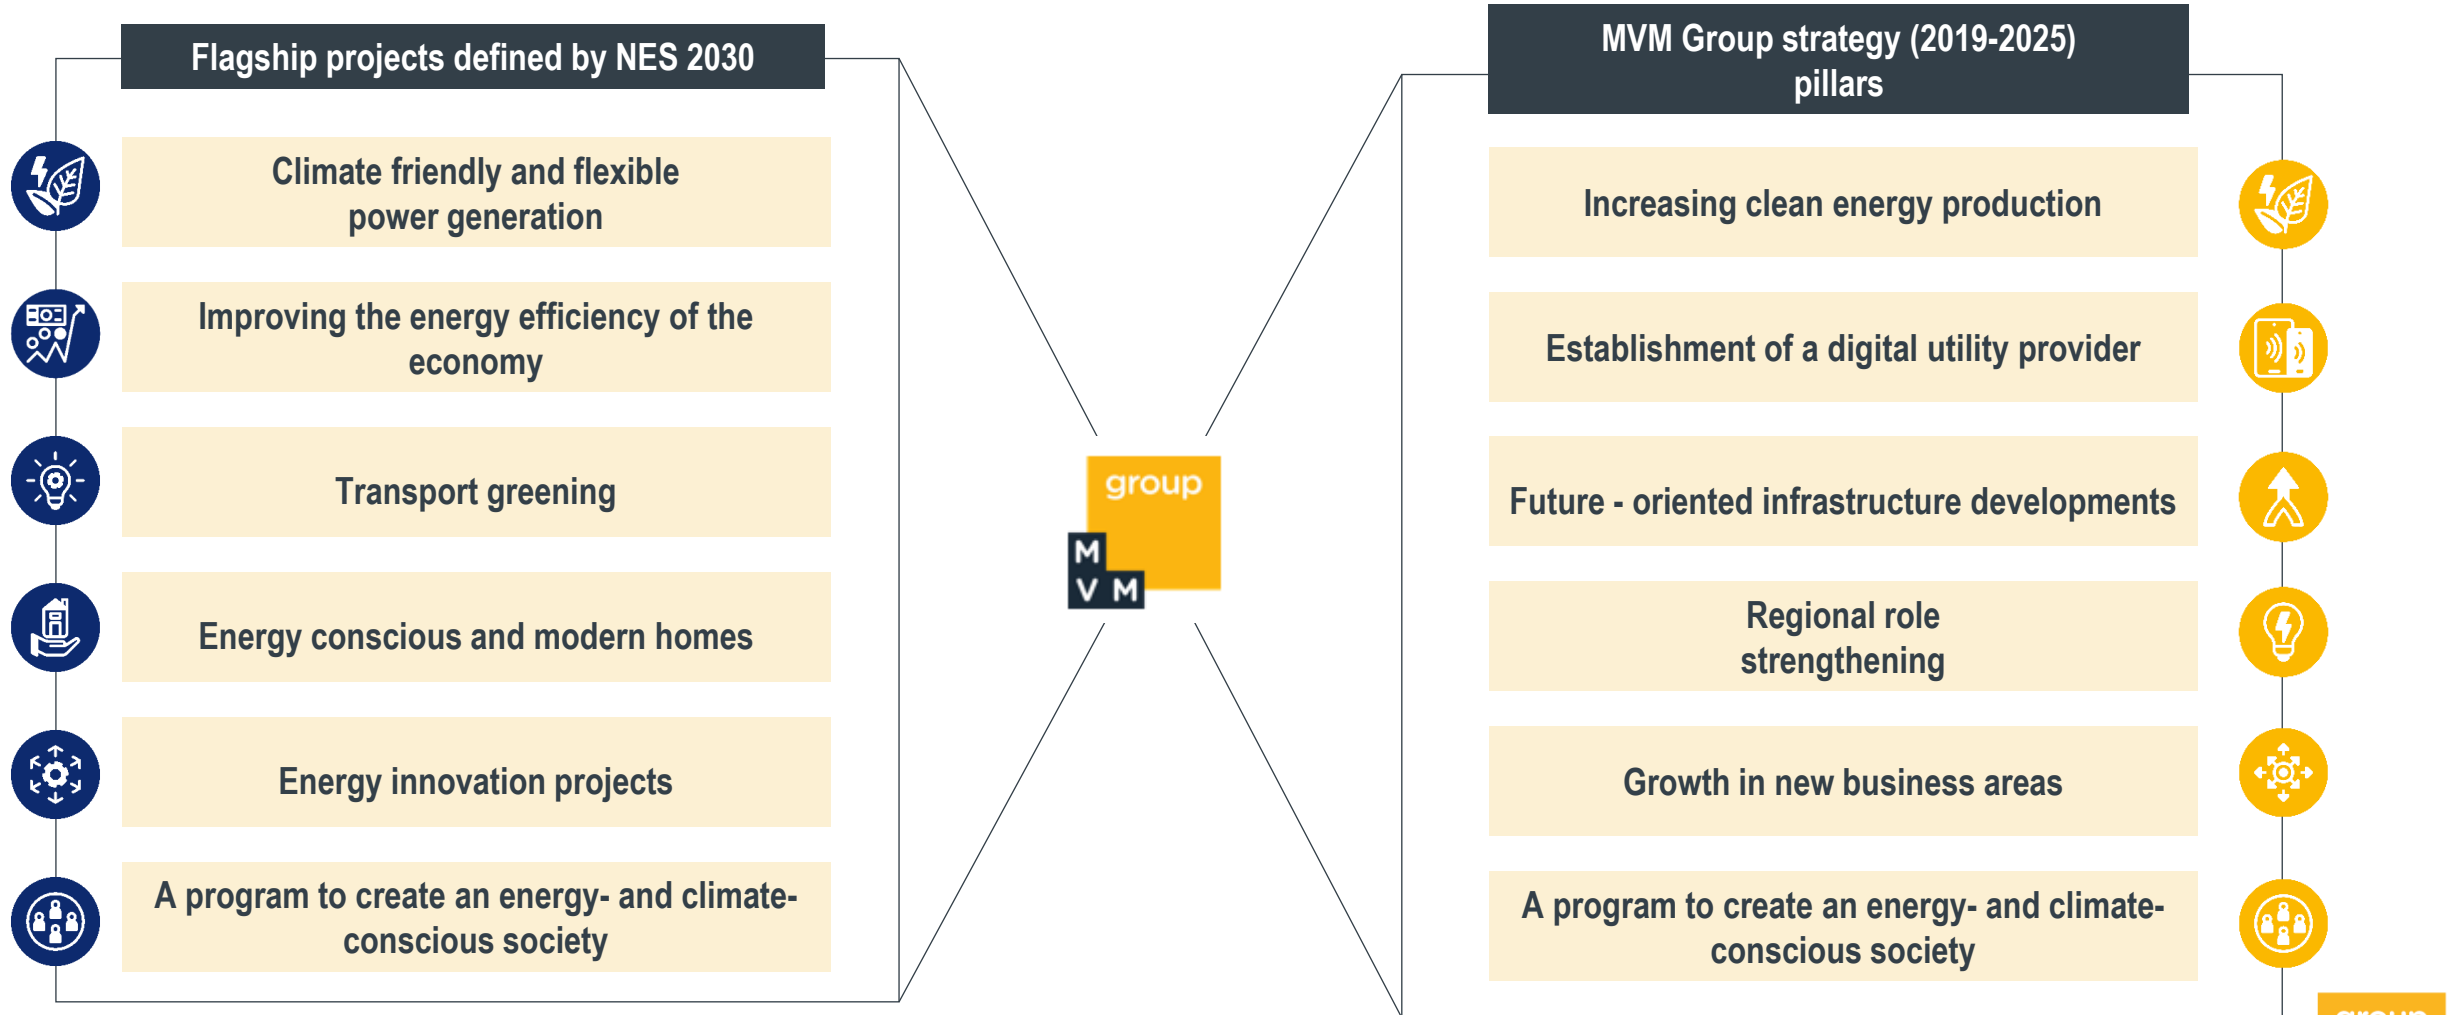 Flagship projects defined by NES 2030
Climate friendly and flexible
power generation
Improving the energy efficiency of the
economy
Transport greening
Energy conscious and modern homes
Energy innovation projects
A program to create an energy- and climate-
conscious society
group
M
V M
MVM Group strategy (2019-2025)
pillars
Increasing clean energy production
Establishment of a digital utility provider
Future - oriented infrastructure developments
Regional role
strengthening
Growth in new business areas
A program to create an energy- and climate-
conscious society